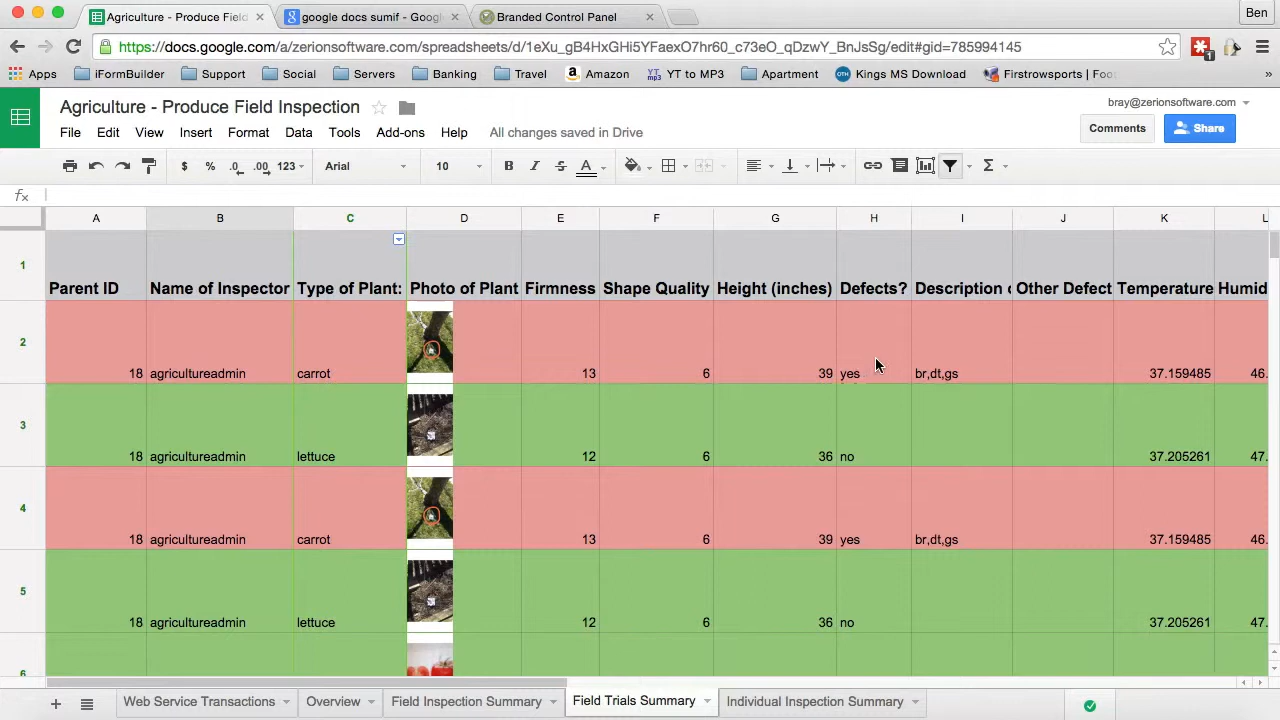 Agriculture - Produce Field
google docs sumif - Goog
Branded Control Panel
Ben
https://docs.google.com/a/zerionsoftware.com/spreadsheets/d/1eXu_gB4HxGHi5YFaexO7hr60_c73eO_qDzwY_BnJsSg/edit#gid=785994145
1
Apps iFormBuilder Support Social Servers Banking Travel Amazon YT to MP3 Apartment Kings MS Download Firstrowsports | Foo »
Agriculture - Produce Field Inspection
bray@zerionsoftware.com
File Edit View Insert Format Data Tools Add-ons Help All changes saved in Drive
Comments Share
$ % .0 .00 123 Arial 10 B I S A Σ
fx
A B C D E F G H I J K L
1 Parent ID Name of Inspector Type of Plant: Photo of Plant Firmness Shape Quality Height (inches) Defects? Description Other Defect Temperature Humid
2 18 agricultureadmin carrot 13 6 39 yes br,dt,gs 37.159485 46.
3 18 agricultureadmin lettuce 12 6 36 no 37.205261 47.
4 18 agricultureadmin carrot 13 6 39 yes br,dt,gs 37.159485 46.
5 18 agricultureadmin lettuce 12 6 36 no 37.205261 47.
6
+ Web Service Transactions Overview Field Inspection Summary Field Trials Summary Individual Inspection Summary